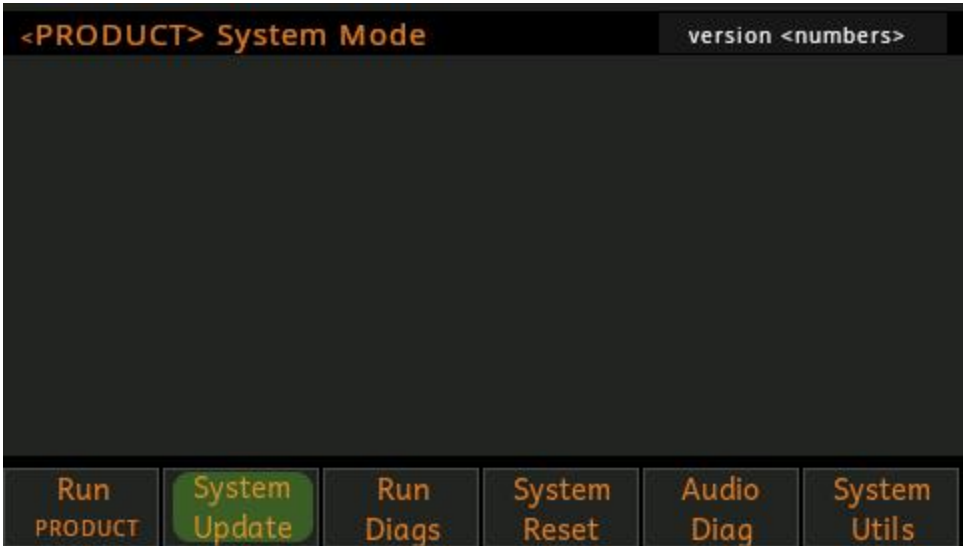 <PRODUCT> System Mode
version <numbers>
Run
PRODUCT
System
Update
Run
Diags
System
Reset
Audio
Diag
System
Utils